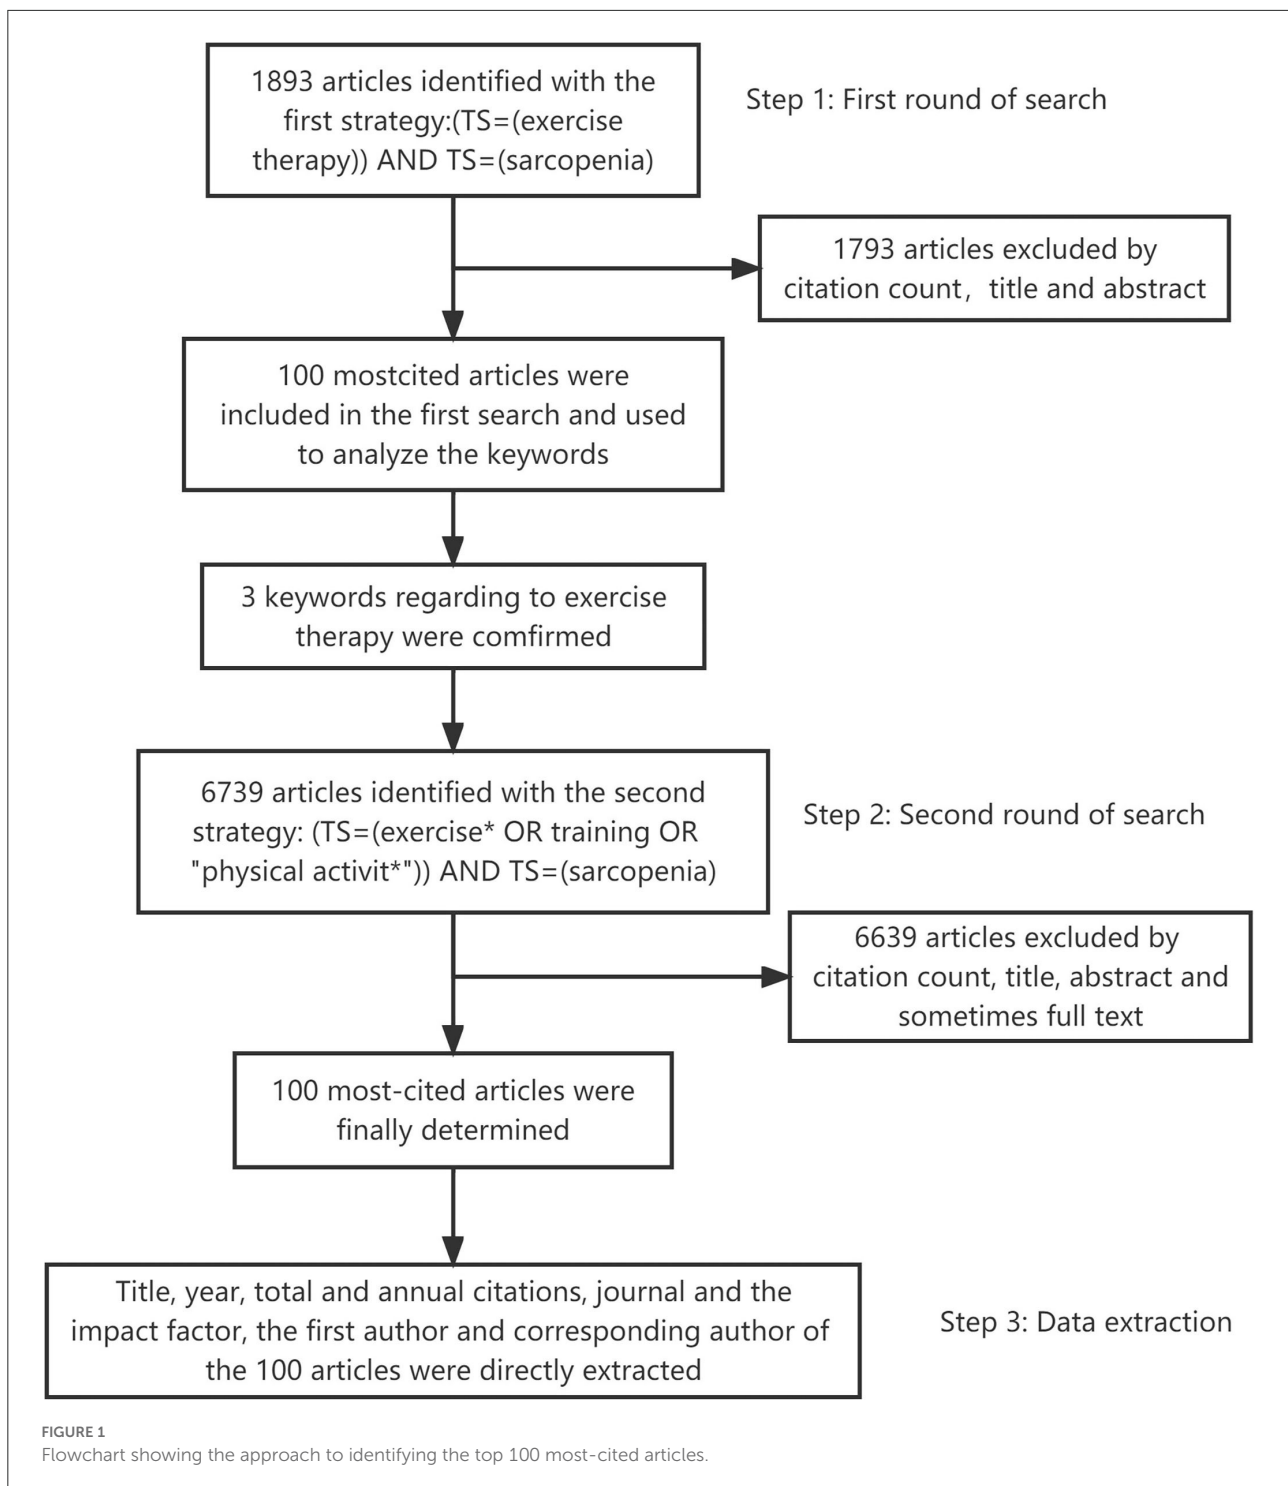 1893 articles identified with the
first strategy:(TS=(exercise
therapy)) AND TS=(sarcopenia)
Step 1: First round of search
1793 articles excluded by
citation count，title and abstract
100 mostcited articles were
included in the first search and used
to analyze the keywords
3 keywords regarding to exercise
therapy were comfirmed
6739 articles identified with the second
strategy: (TS=(exercise* OR training OR
"physical activit*")) AND TS=(sarcopenia)
Step 2: Second round of search
6639 articles excluded by
citation count, title, abstract and
sometimes full text
100 most-cited articles were
finally determined
Title, year, total and annual citations, journal and the
impact factor, the first author and corresponding author of
the 100 articles were directly extracted
Step 3: Data extraction
FIGURE 1
Flowchart showing the approach to identifying the top 100 most-cited articles.